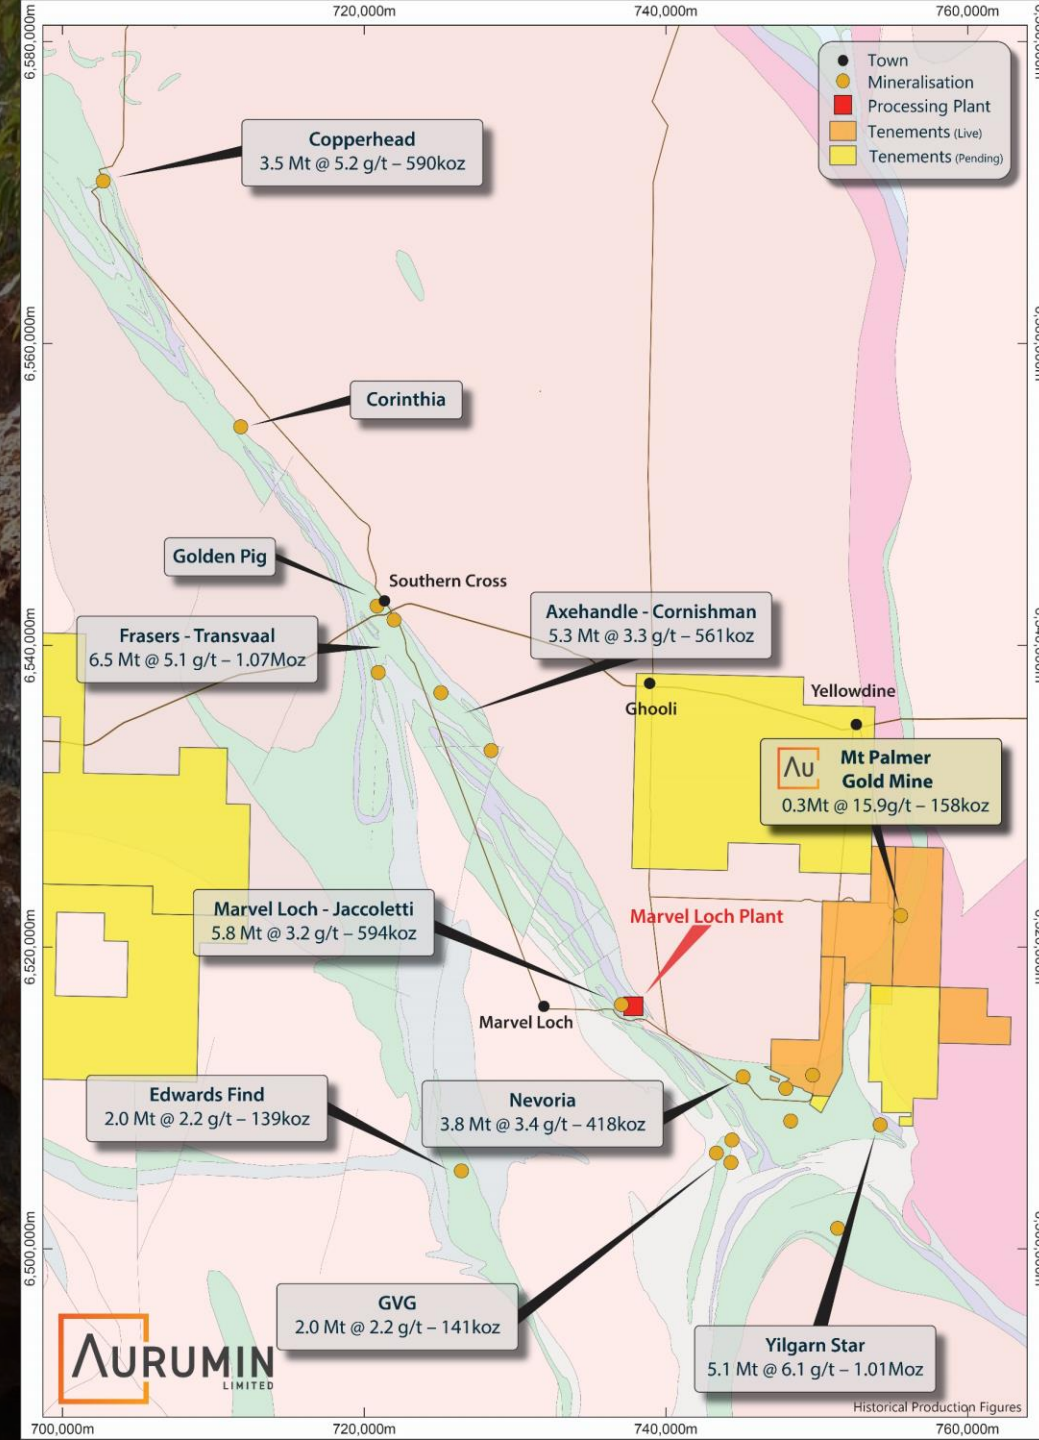 720,000m
740,000m
760,000m
6,580,000m
Town
Mineralisation
Processing Plant
Tenements (Live)
Tenements (Pending)
Copperhead
3.5 Mt @ 5.2 g/t – 590koz
6,560,000m
Corinthia
Golden Pig
Southern Cross
Axehandle - Cornishman
5.3 Mt @ 3.3 g/t – 561koz
Frasers - Transvaal
6.5 Mt @ 5.1 g/t – 1.07Moz
6,540,000m
Ghooli
Yellowdine
Au
Mt Palmer
Gold Mine
0.3Mt @ 15.9g/t – 158koz
Marvel Loch - Jaccoletti
5.8 Mt @ 3.2 g/t – 594koz
Marvel Loch Plant
6,520,000m
Marvel Loch
Edwards Find
2.0 Mt @ 2.2 g/t – 139koz
Nevoria
3.8 Mt @ 3.4 g/t – 418koz
6,500,000m
GVG
2.0 Mt @ 2.2 g/t – 141koz
Yilgarn Star
5.1 Mt @ 6.1 g/t – 1.01Moz
AURUMIN
LIMITED
Historical Production Figures
700,000m
720,000m
740,000m
760,000m